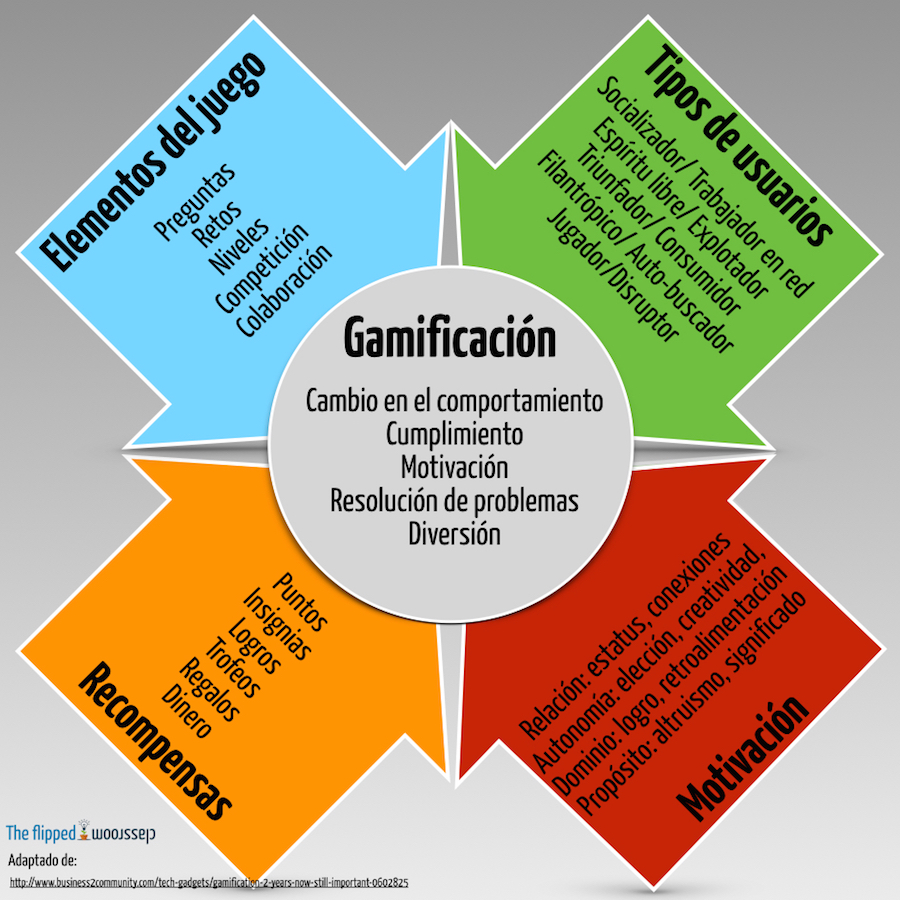 Elementos del juego
Preguntas
Retos
Niveles
Competición
Colaboración
Tipos de usuarios
Socializador/ Trabajador en red
Espíritu libre/ Explotador
Triunfador/ Consumidor
Filantrópico/ Auto-buscador
Jugador/Disruptor
Gamificación
Cambio en el comportamiento
Cumplimiento
Motivación
Resolución de problemas
Diversión
Puntos
Insignias
Logros
Trofeos
Regalos
Dinero
Recompensas
Relación: estatus, conexiones
Autonomía: elección, creatividad,
Dominio: logro, retroalimentación
Propósito: altruismo, significado
Motivación
The flipped classroom
Adaptado de:
http://www.business2community.com/tech-gadgets/gamification-2-years-now-still-important-0602825